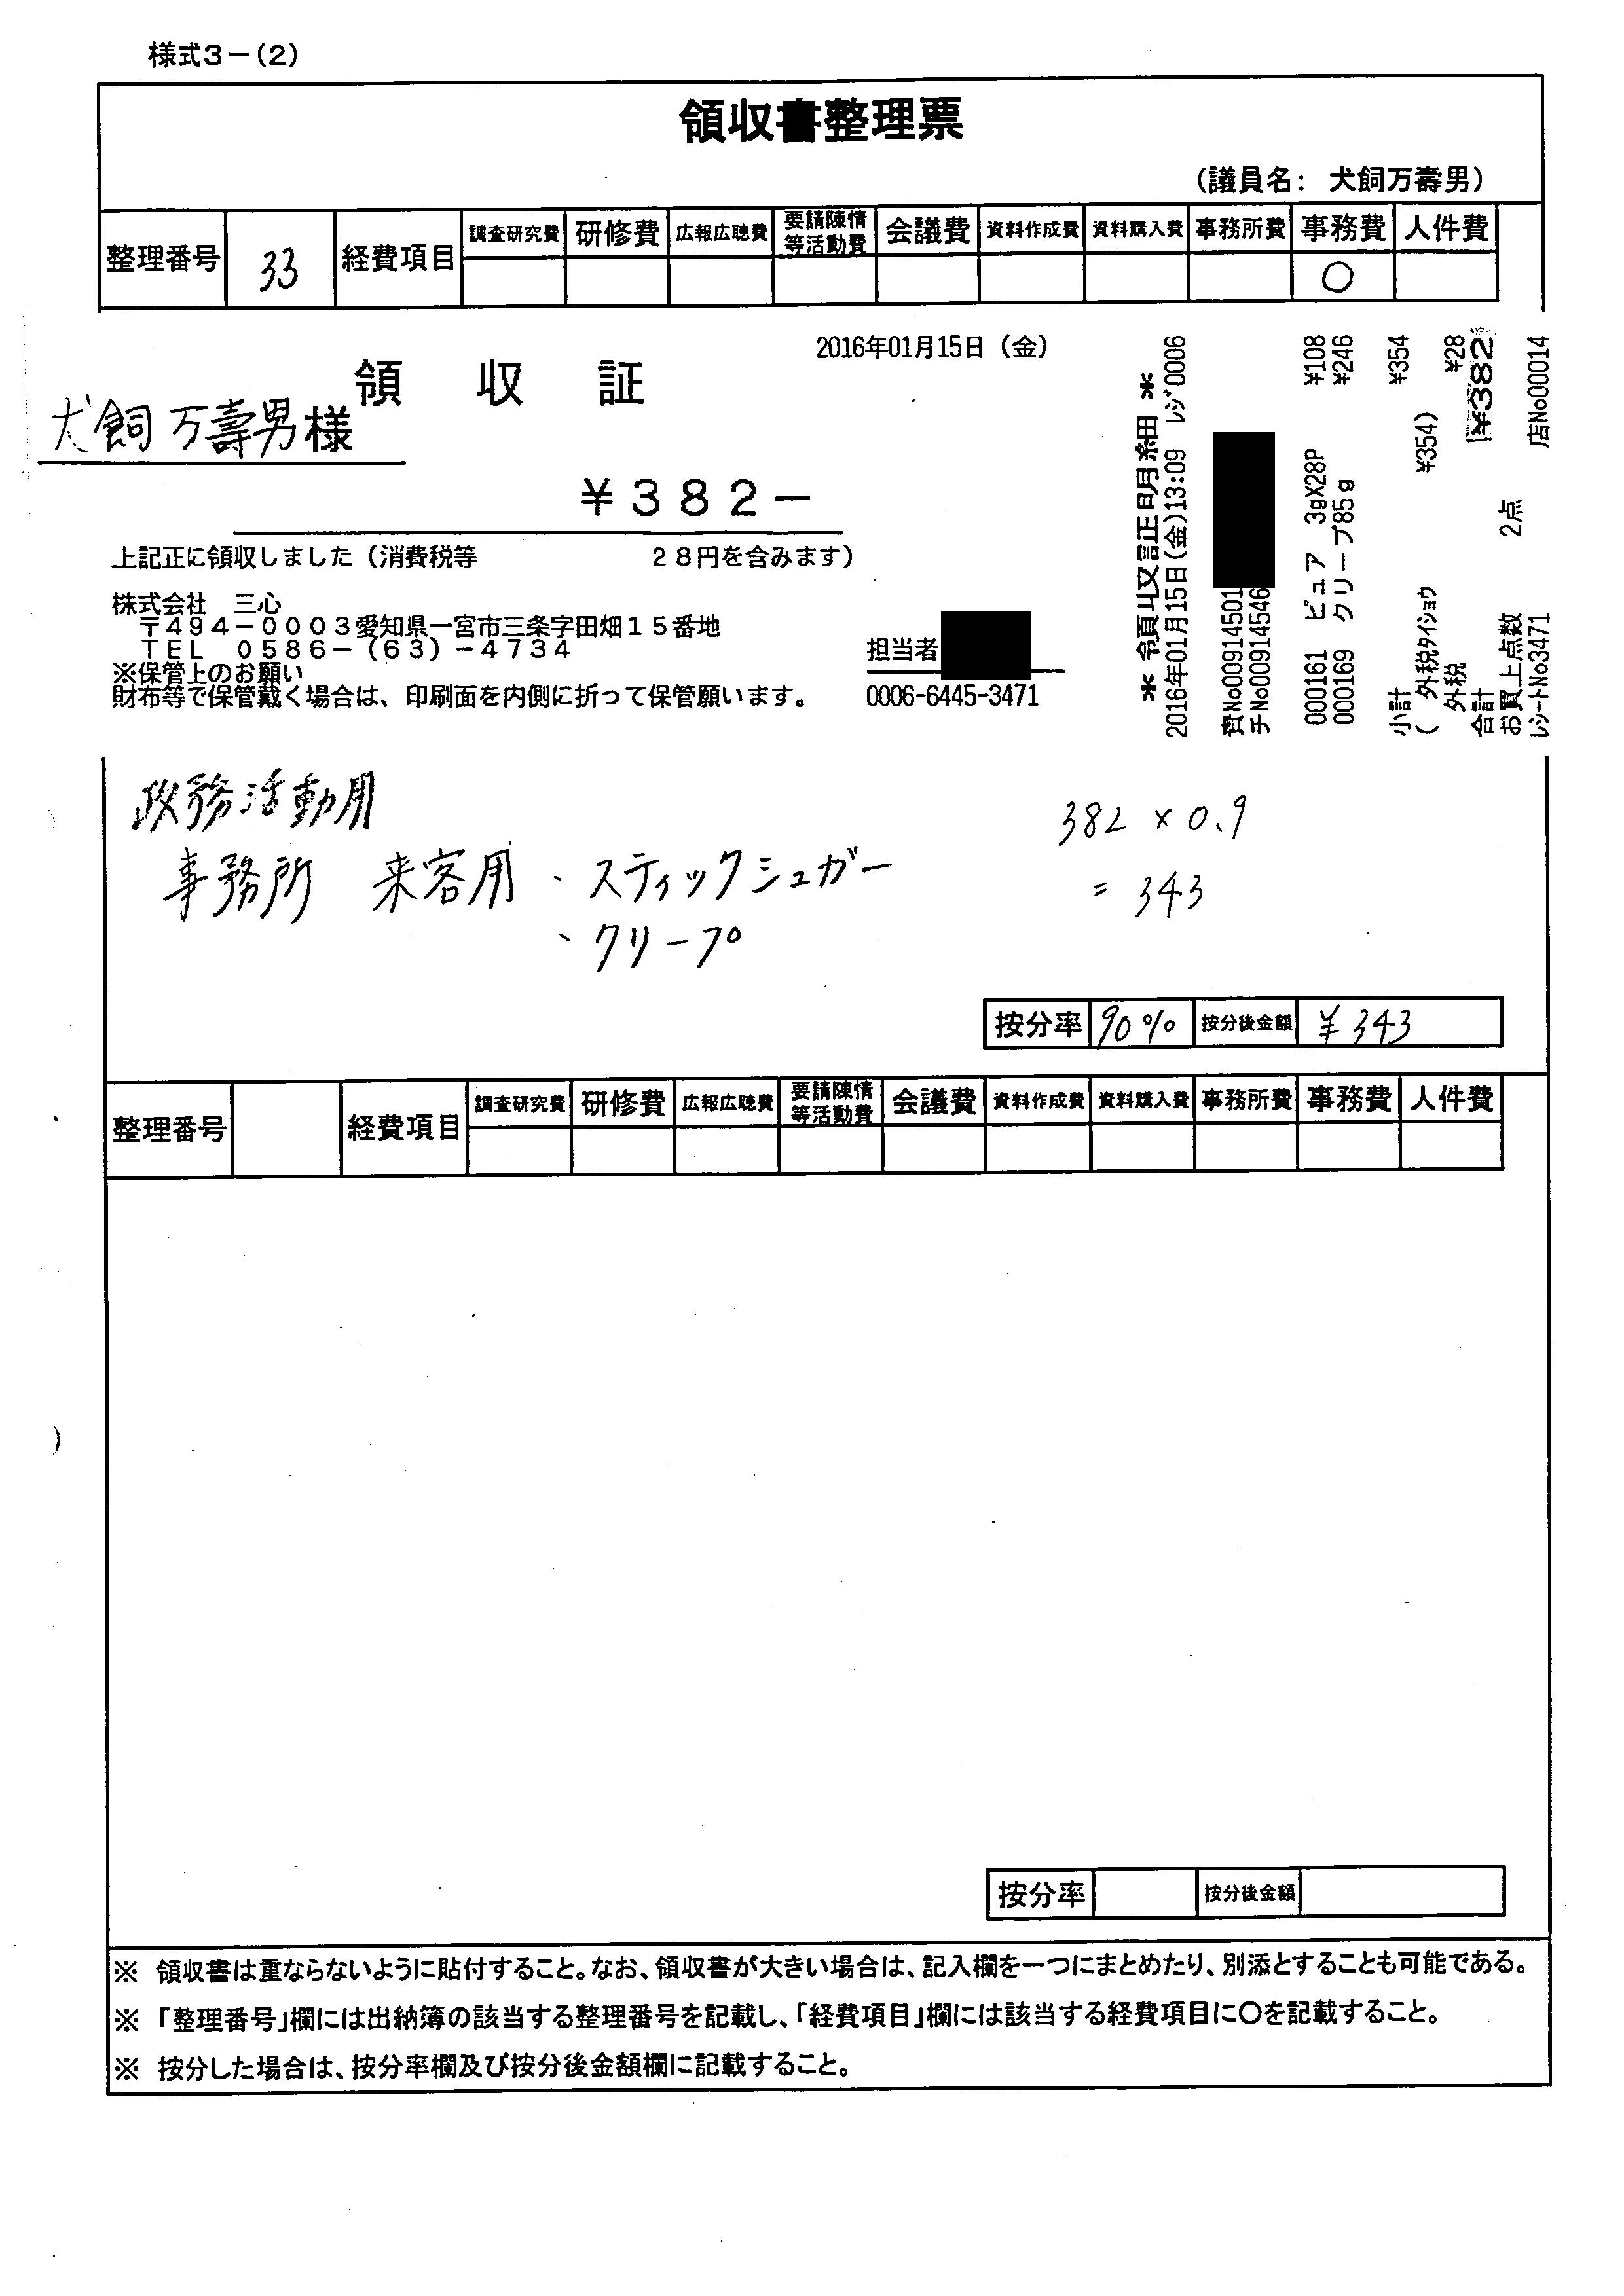 様式3－(2)
領収書整理票
(議員名: 犬飼万壽男)
整理番号 33 経費項目 調査研究費 研修費 広報広聴費 要請陳情等活動費 会議費 資料作成費 資料購入費 事務所費 事務費 人件費
○
2016年01月15日 (金)
領 収 証
犬飼 万壽男様
￥382－
上記正に領収しました (消費税等 28円を含みます)
株式会社 三心
〒494－0003愛知県一宮市三条字田畑15番地
TEL 0586－(63)－4734
※保管上のお願い
財布等で保管戴く場合は、印刷面を内側に折って保管願います。
担当者
0006-6445-3471
** 領収証明細 **
2016年01月15日(金)13:09 ﾚｼﾞ0006
責No00914501
チNo00914546
000161 ピュア 3gX28P ¥108
000169 クリープ85g ¥246
小計 ¥354
( 外税ﾀｲｼｮｳ ¥354)
外税 ¥28
合計 ¥382
お買上点数 2点
ﾚｼｰﾄNo3471 店No00014
政務活動用
事務所 来客用 、スティックシュガー
、クリープ
382 × 0.9
= 343
按分率 90% 按分後金額 ¥343
整理番号 経費項目 調査研究費 研修費 広報広聴費 要請陳情等活動費 会議費 資料作成費 資料購入費 事務所費 事務費 人件費
按分率 按分後金額
※ 領収書は重ならないように貼付すること。なお、領収書が大きい場合は、記入欄を一つにまとめたり、別添とすることも可能である。
※ 「整理番号」欄には出納簿の該当する整理番号を記載し、「経費項目」欄には該当する経費項目に○を記載すること。
※ 按分した場合は、按分率欄及び按分後金額欄に記載すること。